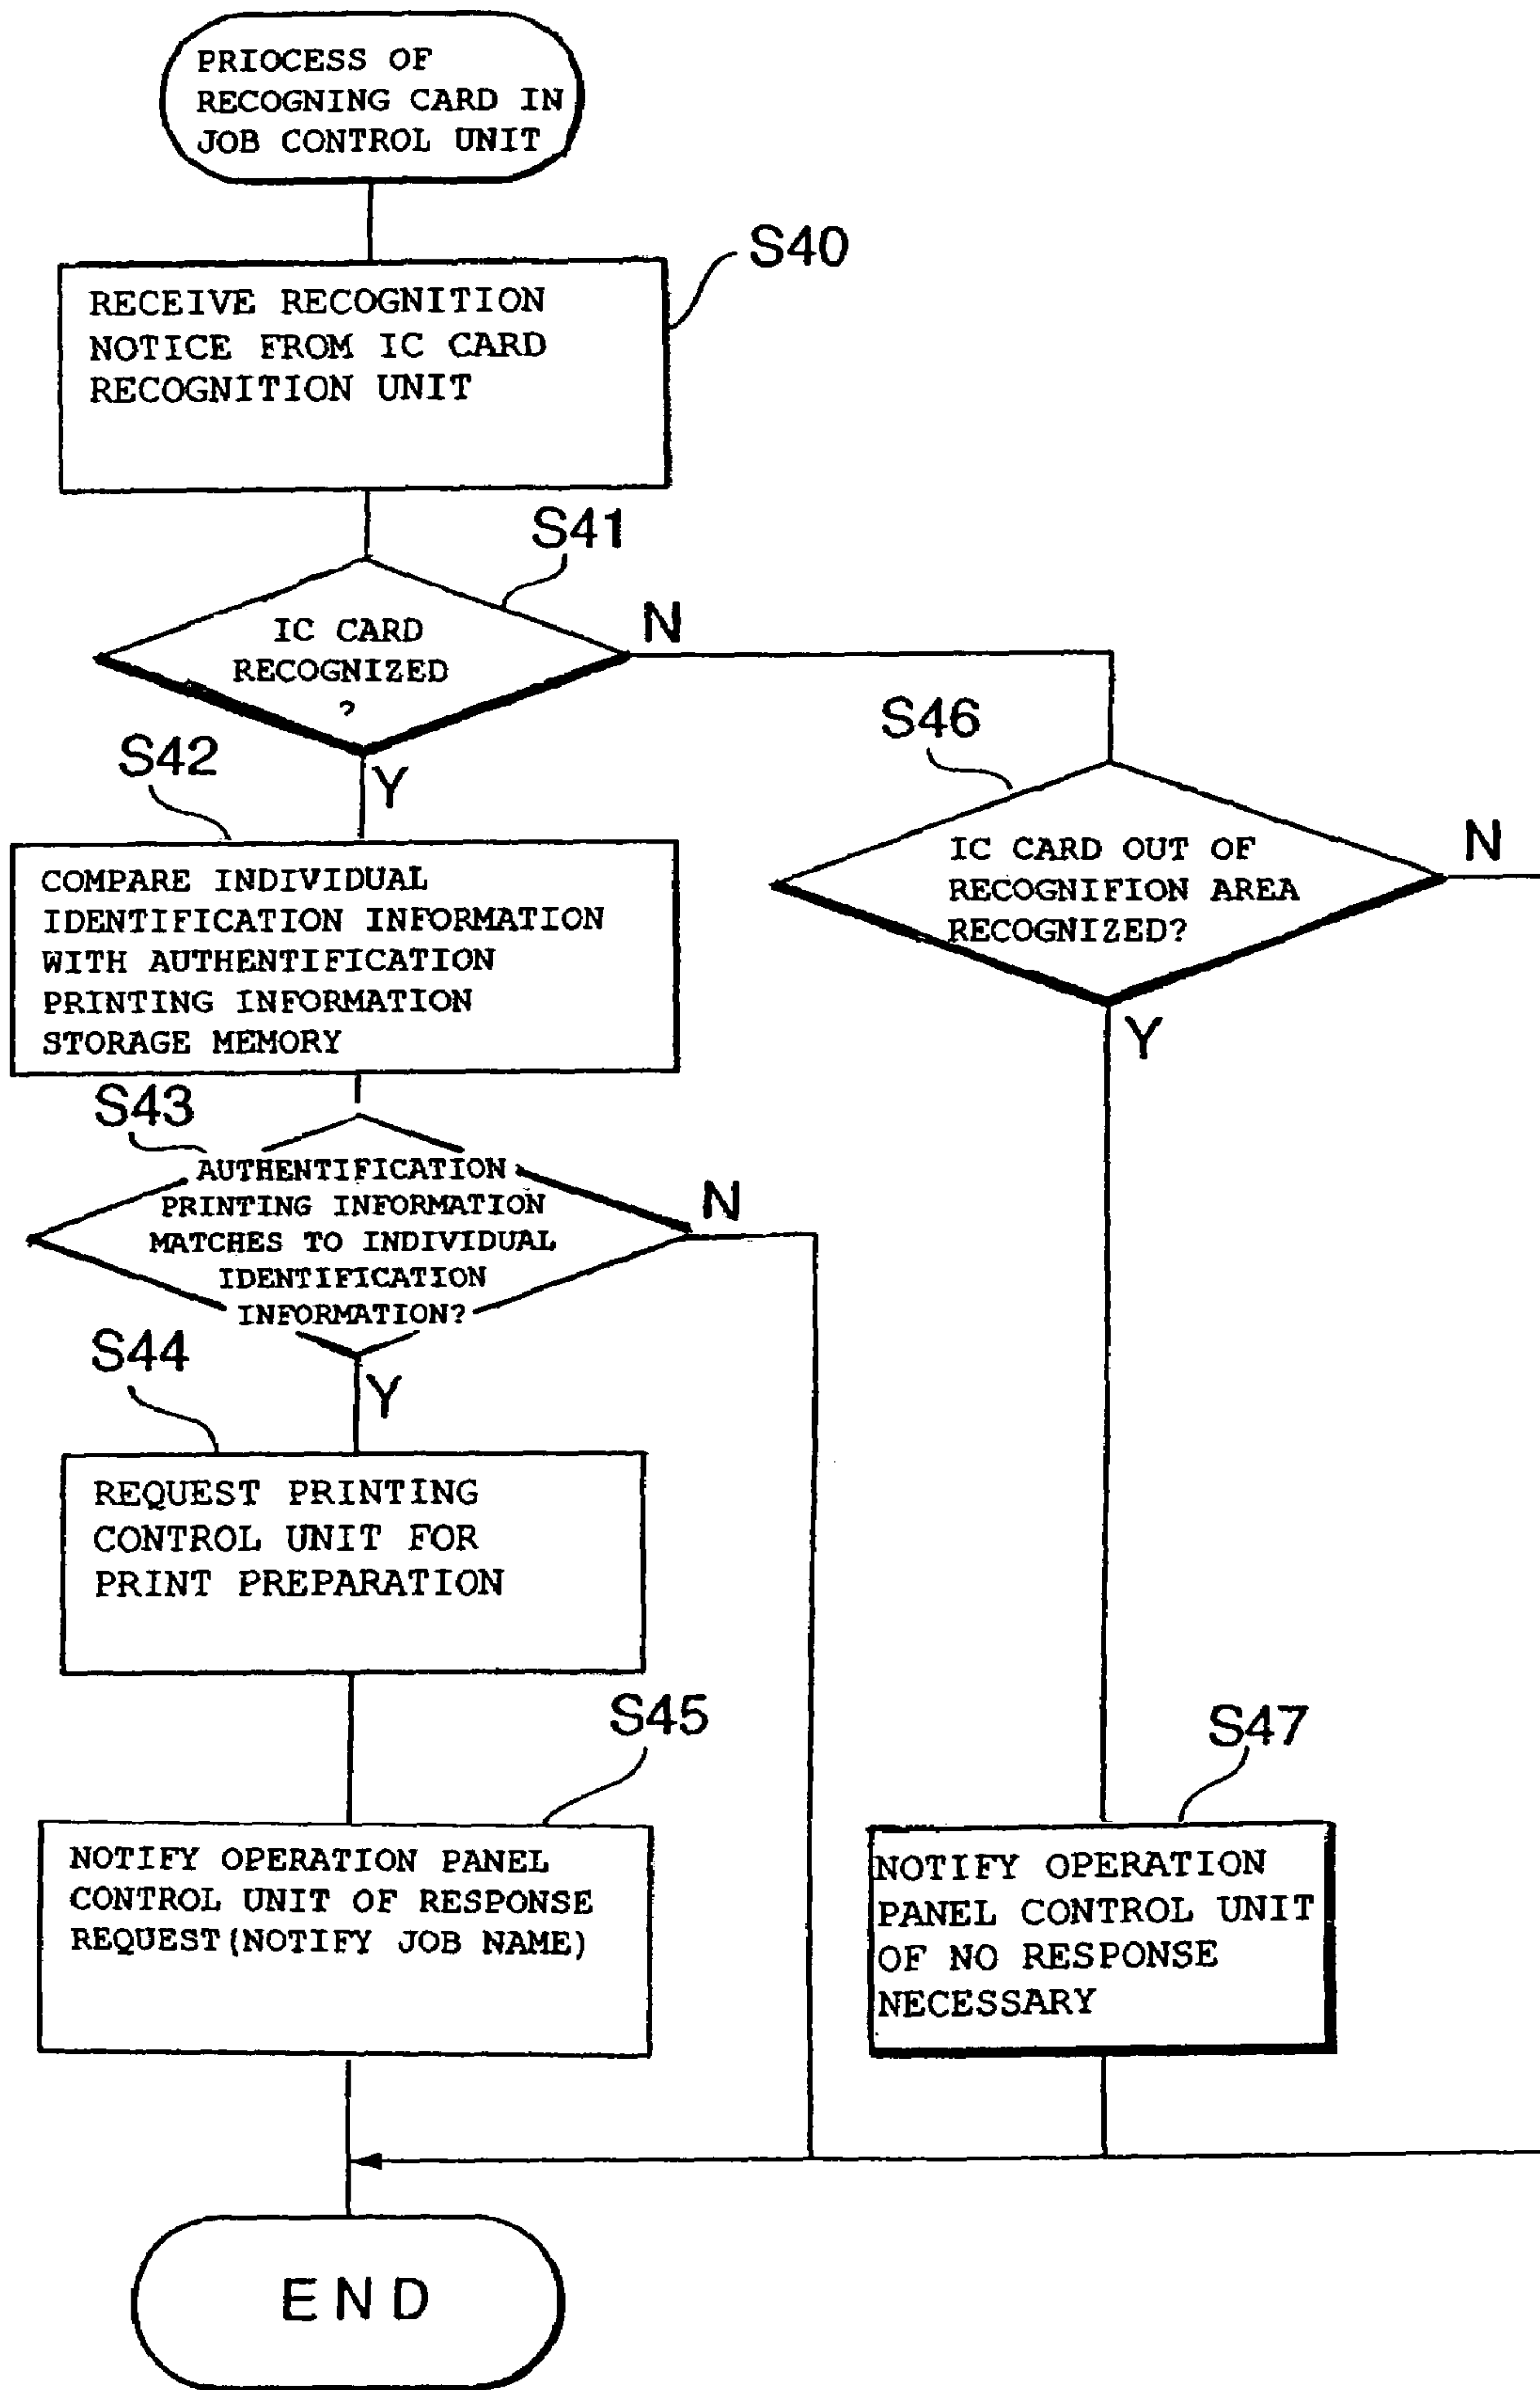 PRIOCESS OF
RECOGNING CARD IN
JOB CONTROL UNIT
S40
RECEIVE RECOGNITION
NOTICE FROM IC CARD
RECOGNITION UNIT
S41
IC CARD
RECOGNIZED
?
N
Y
S42
COMPARE INDIVIDUAL
IDENTIFICATION INFORMATION
WITH AUTHENTIFICATION
PRINTING INFORMATION
STORAGE MEMORY
S46
IC CARD OUT OF
RECOGNIFION AREA
RECOGNIZED?
N
Y
S43
AUTHENTIFICATION
PRINTING INFORMATION
MATCHES TO INDIVIDUAL
IDENTIFICATION
INFORMATION?
N
Y
S44
REQUEST PRINTING
CONTROL UNIT FOR
PRINT PREPARATION
S45
NOTIFY OPERATION PANEL
CONTROL UNIT OF RESPONSE
REQUEST(NOTIFY JOB NAME)
S47
NOTIFY OPERATION
PANEL CONTROL UNIT
OF NO RESPONSE
NECESSARY
END